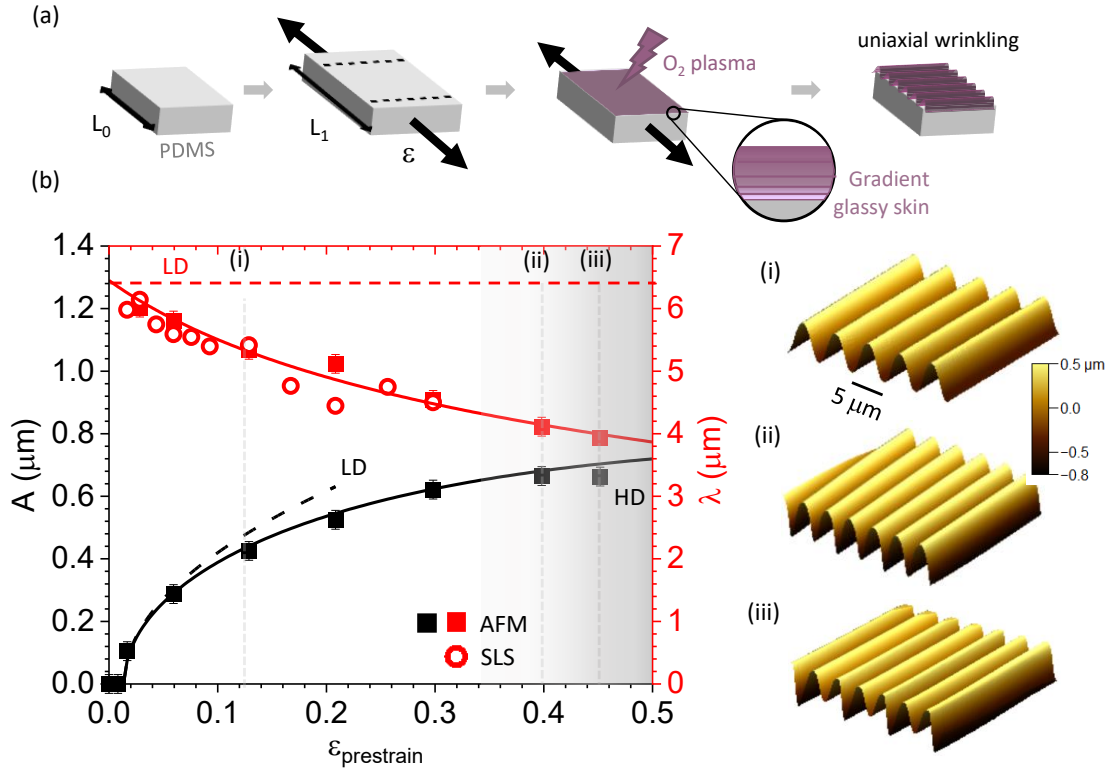 (a)
L0
PDMS
L1
ε
O2 plasma
Gradient
glassy skin
uniaxial wrinkling
(b)
1.4
1.2
1.0
0.8
0.6
0.4
0.2
0.0
A (μm)
0.0
0.1
0.2
0.3
0.4
0.5
εprestrain
7
6
5
4
3
2
1
0
λ (μm)
LD
(i)
(ii)
(iii)
LD
HD
AFM
SLS
(i)
5 μm
0.5 μm
0.0
−0.5
−0.8
(ii)
(iii)